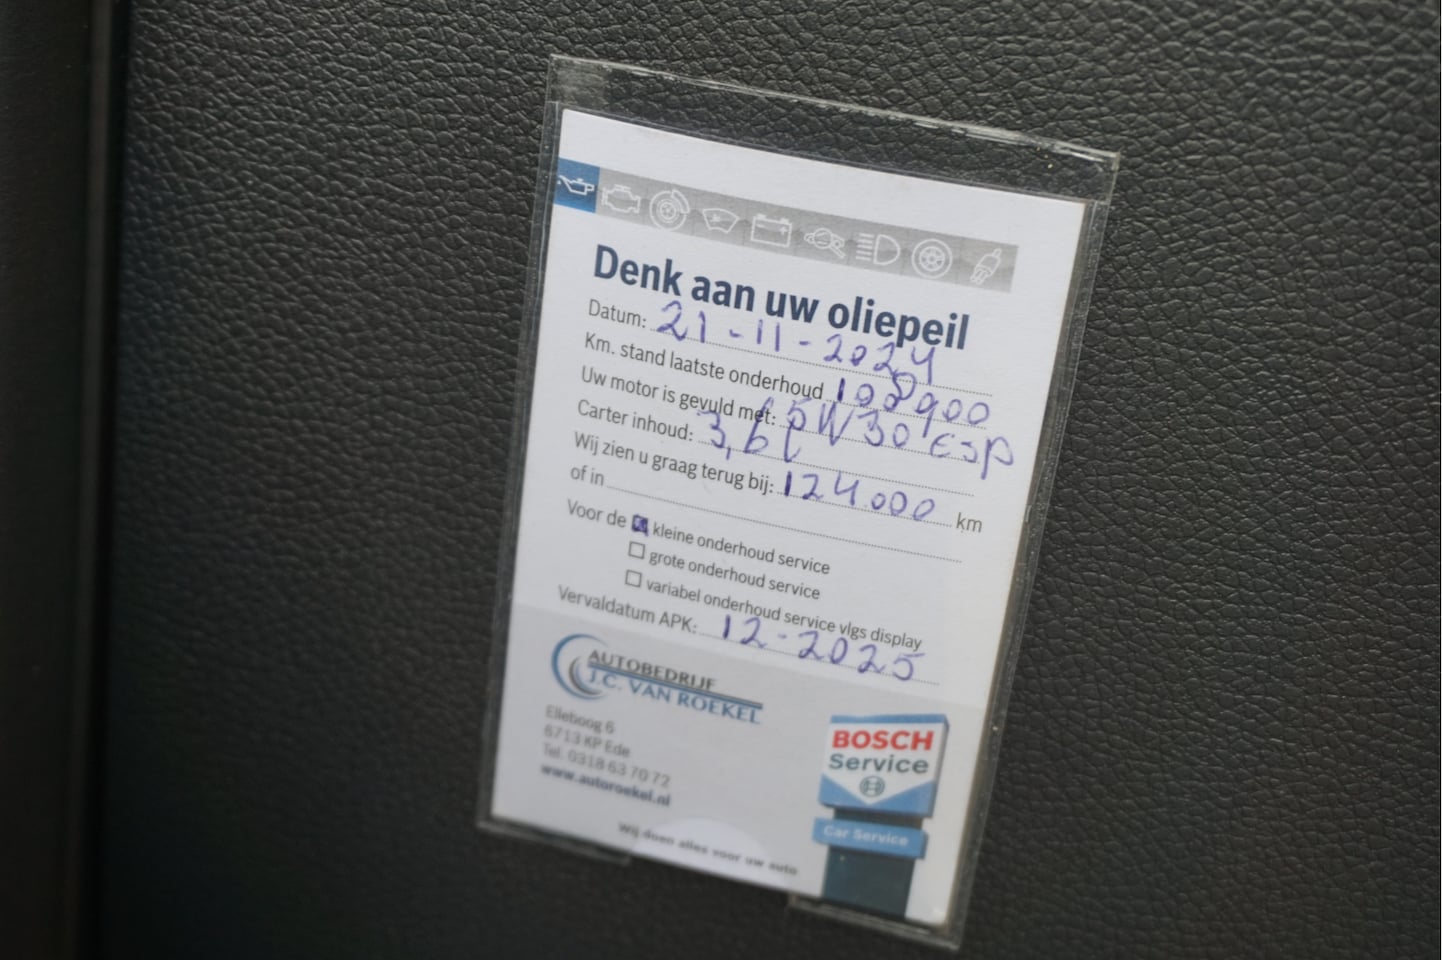 Denk aan uw oliepeil
Datum: 21-11-2024
Km. stand laatste onderhoud 108900
Uw motor is gevuld met: 5W30 ESP
Carter inhoud: 3,6 L
Wij zien u graag terug bij: 124.000 km
of in
Voor de kleine onderhoud service
grote onderhoud service
variabel onderhoud service vlgs display
Vervaldatum APK: 12-2025
AUTOBEDRIJF
J.C. VAN ROEKEL
Elleboog 6
6713 KP Ede
Tel. 0318 63 70 72
www.autoroekel.nl
BOSCH
Service
Car Service
Wij doen alles voor uw auto